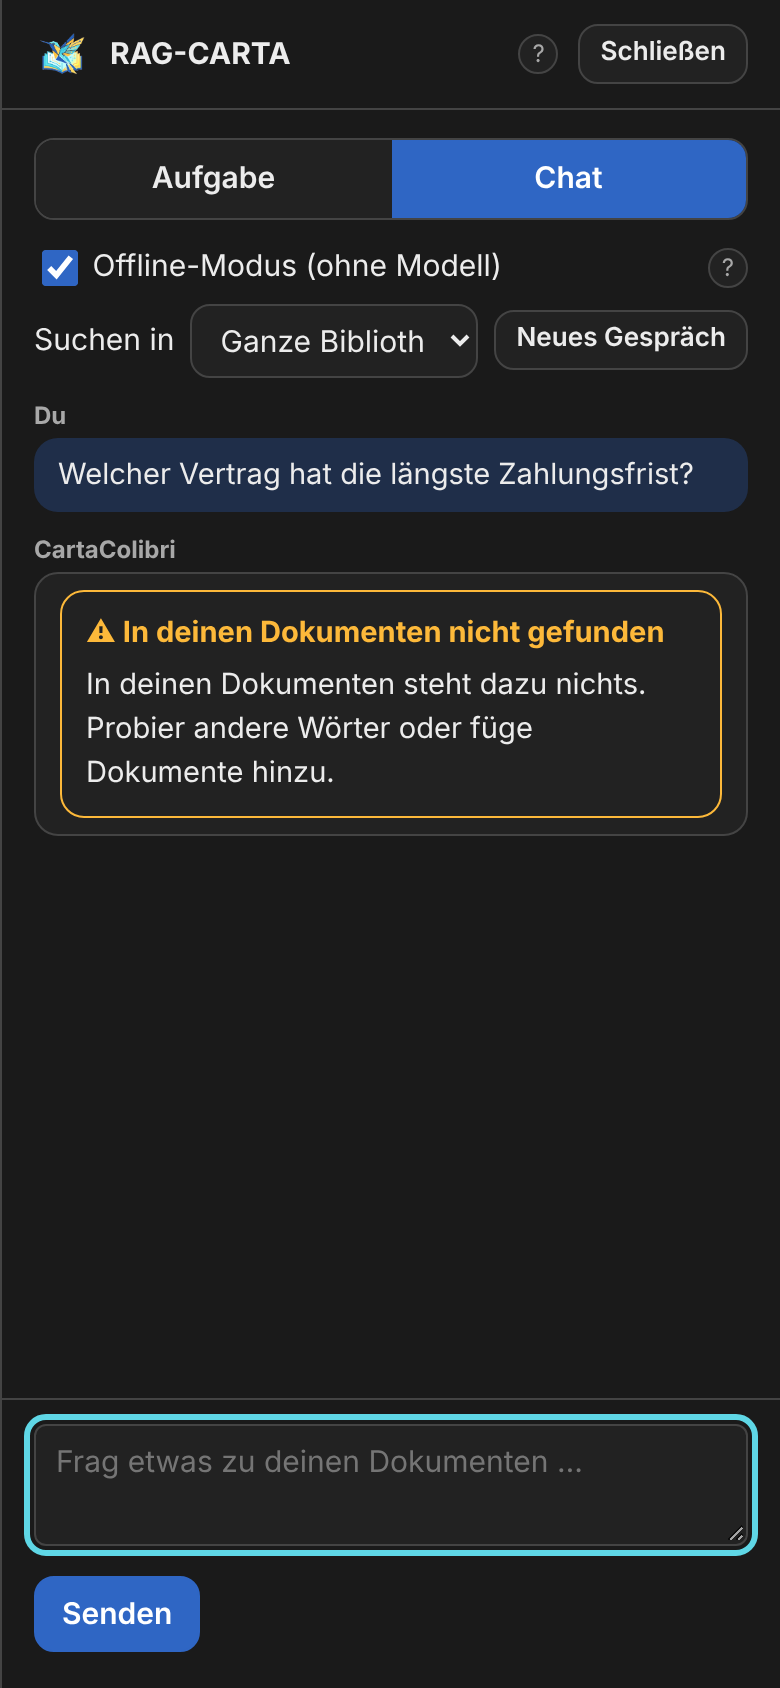 RAG-CARTA
?
Schließen
Aufgabe
Chat
Offline-Modus (ohne Modell)
?
Suchen in
Ganze Biblioth
Neues Gespräch
Du
Welcher Vertrag hat die längste Zahlungsfrist?
CartaColibri
⚠ In deinen Dokumenten nicht gefunden
In deinen Dokumenten steht dazu nichts.
Probier andere Wörter oder füge
Dokumente hinzu.
Frag etwas zu deinen Dokumenten ...
Senden